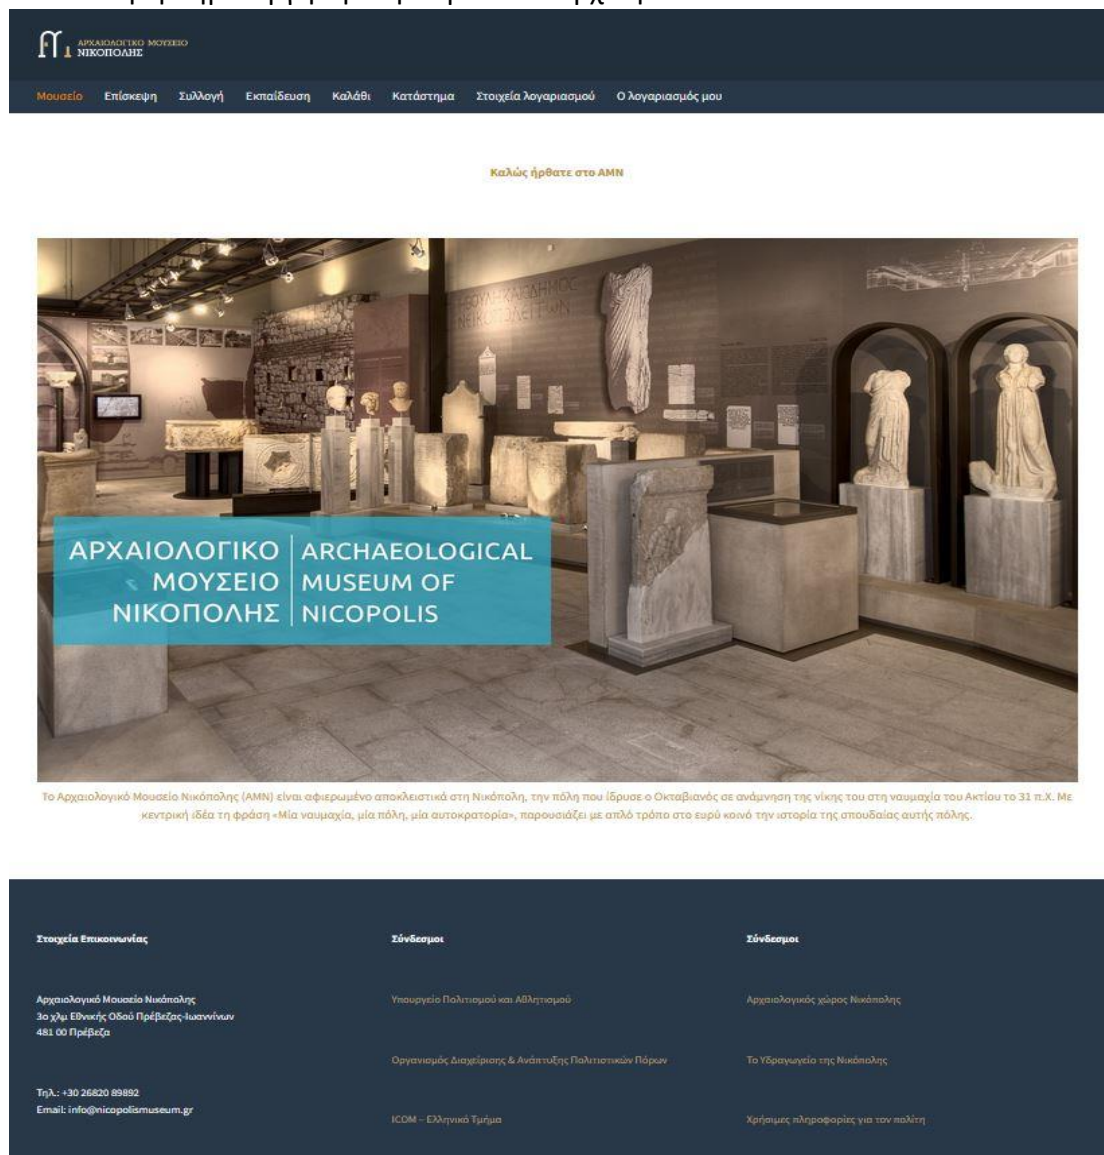 ΑΡΧΑΙΟΛΟΓΙΚΟ ΜΟΥΣΕΙΟ
ΝΙΚΟΠΟΛΗΣ
Μουσείο Επίσκεψη Συλλογή Εκπαίδευση Καλάθι Κατάστημα Στοιχεία λογαριασμού Ο λογαριασμός μου
Καλώς ήρθατε στο ΑΜΝ
Η ΒΟΥΛΗ ΚΑΙ Ο ΔΗΜΟΣ
ΝΕΙΚΟΠΟΛΕΙΤΩΝ
ΑΡΧΑΙΟΛΟΓΙΚΟ ARCHAEOLOGICAL
ΜΟΥΣΕΙΟ MUSEUM OF
ΝΙΚΟΠΟΛΗΣ NICOPOLIS
Το Αρχαιολογικό Μουσείο Νικόπολης (ΑΜΝ) είναι αφιερωμένο αποκλειστικά στη Νικόπολη, την πόλη που ίδρυσε ο Οκταβιανός σε ανάμνηση της νίκης του στη ναυμαχία του Ακτίου το 31 π.Χ. Με
κεντρική ιδέα τη φράση «Μία ναυμαχία, μία πόλη, μία αυτοκρατορία», παρουσιάζει με απλό τρόπο στο ευρύ κοινό την ιστορία της σπουδαίας αυτής πόλης.
Στοιχεία Επικοινωνίας
Αρχαιολογικό Μουσείο Νικόπολης
3ο χλμ Εθνικής Οδού Πρέβεζας-Ιωαννίνων
481 00 Πρέβεζα
Τηλ.: +30 26820 89892
Email: info@nicopolismuseum.gr
Σύνδεσμοι
Υπουργείο Πολιτισμού και Αθλητισμού
Οργανισμός Διαχείρισης & Ανάπτυξης Πολιτιστικών Πόρων
ICOM – Ελληνικό Τμήμα
Σύνδεσμοι
Αρχαιολογικός χώρος Νικόπολης
Το Υδραγωγείο της Νικόπολης
Χρήσιμες πληροφορίες για τον πολίτη